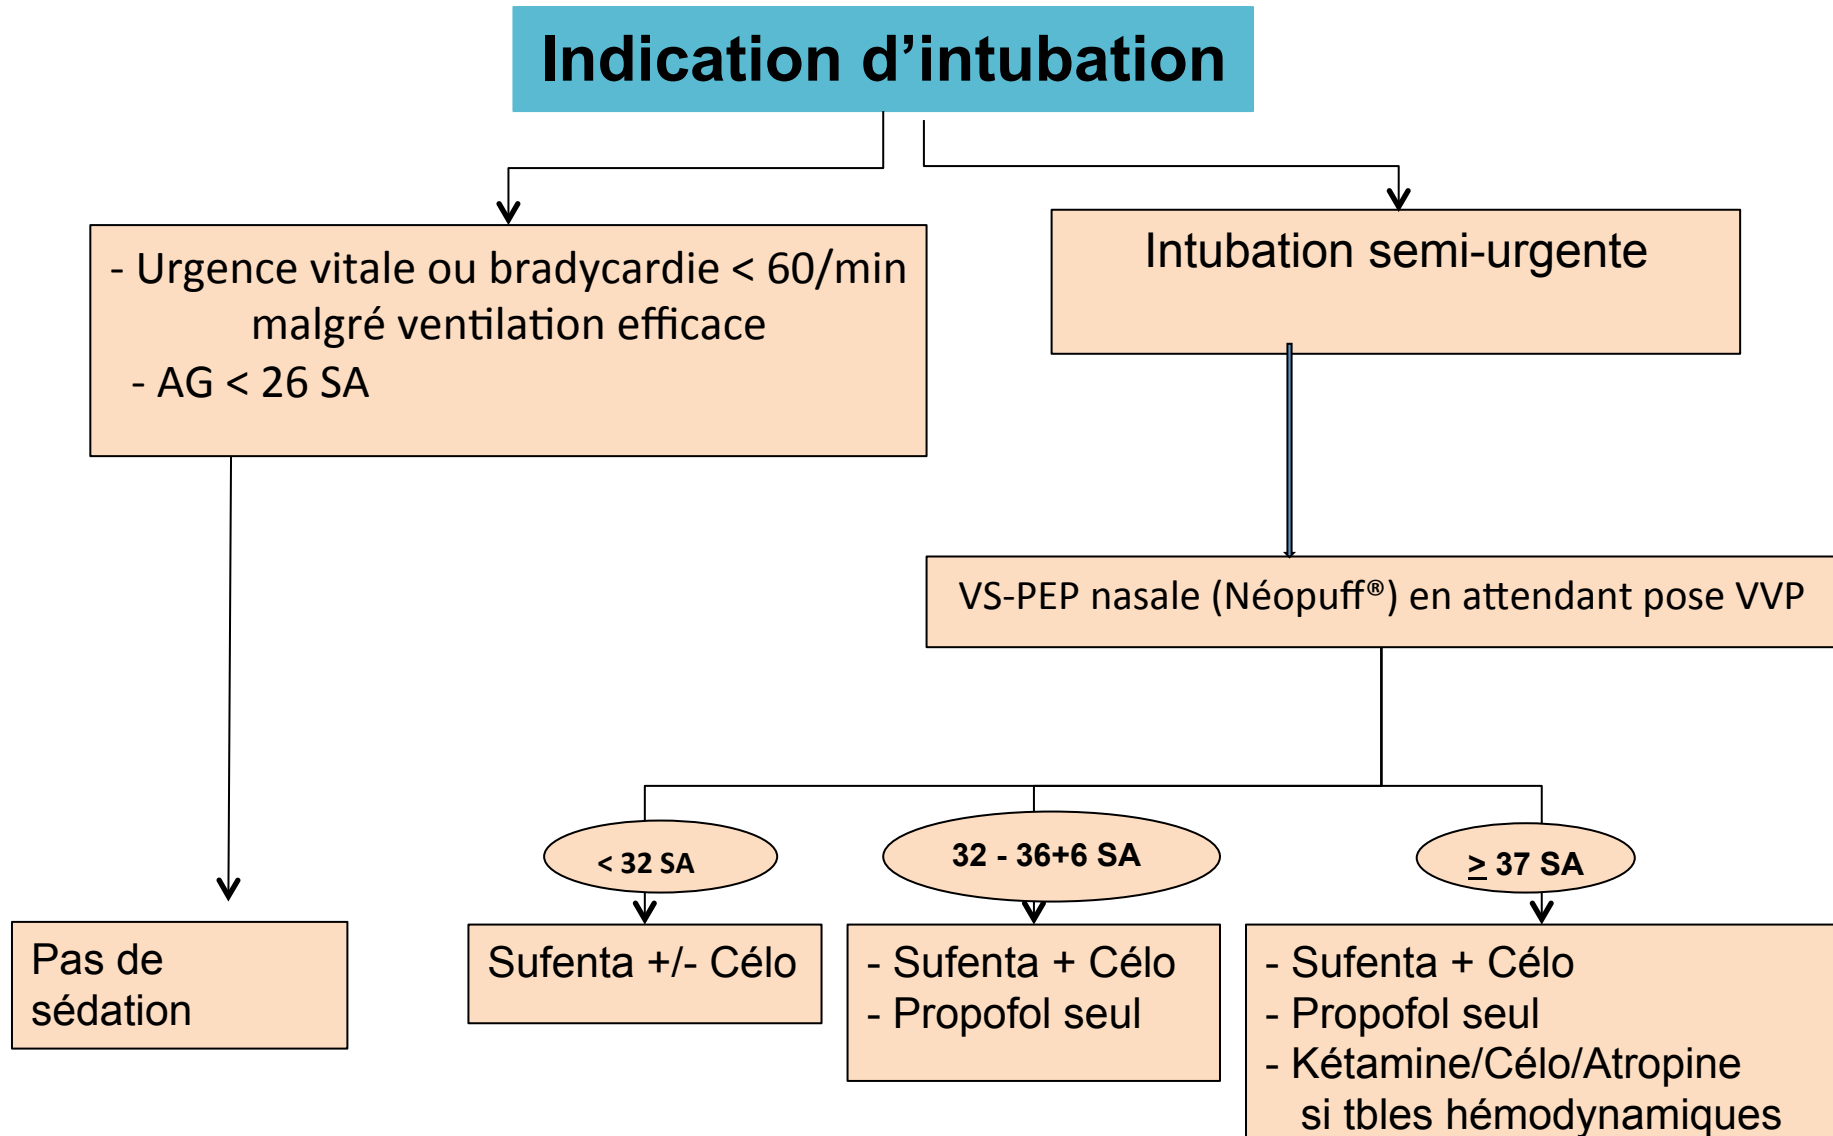 Indication d’intubation
- Urgence vitale ou bradycardie < 60/min
malgré ventilation efficace
- AG < 26 SA
Intubation semi-urgente
VS-PEP nasale (Néopuff®) en attendant pose VVP
< 32 SA
32 - 36+6 SA
≥ 37 SA
Pas de
sédation
Sufenta +/- Célo
- Sufenta + Célo
- Propofol seul
- Sufenta + Célo
- Propofol seul
- Kétamine/Célo/Atropine
si tbles hémodynamiques